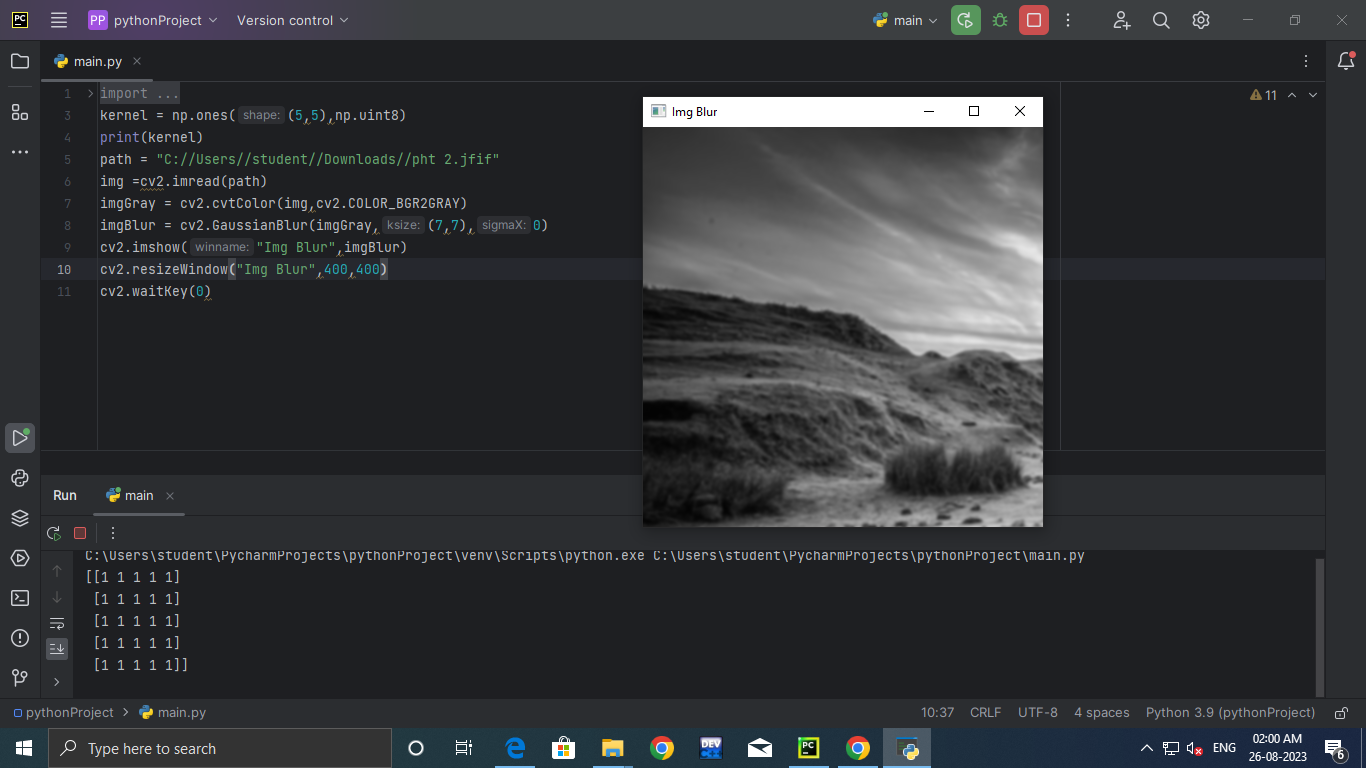 PC PP pythonProject Version control main
main.py
1 import ... 11
3 kernel = np.ones( shape: (5,5),np.uint8)
4 print(kernel)
5 path = "C://Users//student//Downloads//pht 2.jfif"
6 img =cv2.imread(path)
7 imgGray = cv2.cvtColor(img,cv2.COLOR_BGR2GRAY)
8 imgBlur = cv2.GaussianBlur(imgGray, ksize: (7,7), sigmaX: 0)
9 cv2.imshow( winname: "Img Blur",imgBlur)
10 cv2.resizeWindow("Img Blur",400,400)
11 cv2.waitKey(0)
Img Blur
Run main
C:\Users\student\PycharmProjects\pythonProject\venv\Scripts\python.exe C:\Users\student\PycharmProjects\pythonProject\main.py
[[1 1 1 1 1]
[1 1 1 1 1]
[1 1 1 1 1]
[1 1 1 1 1]
[1 1 1 1 1]]
pythonProject main.py 10:37 CRLF UTF-8 4 spaces Python 3.9 (pythonProject)
Type here to search DEV C++ PC ENG 02:00 AM
26-08-2023 6